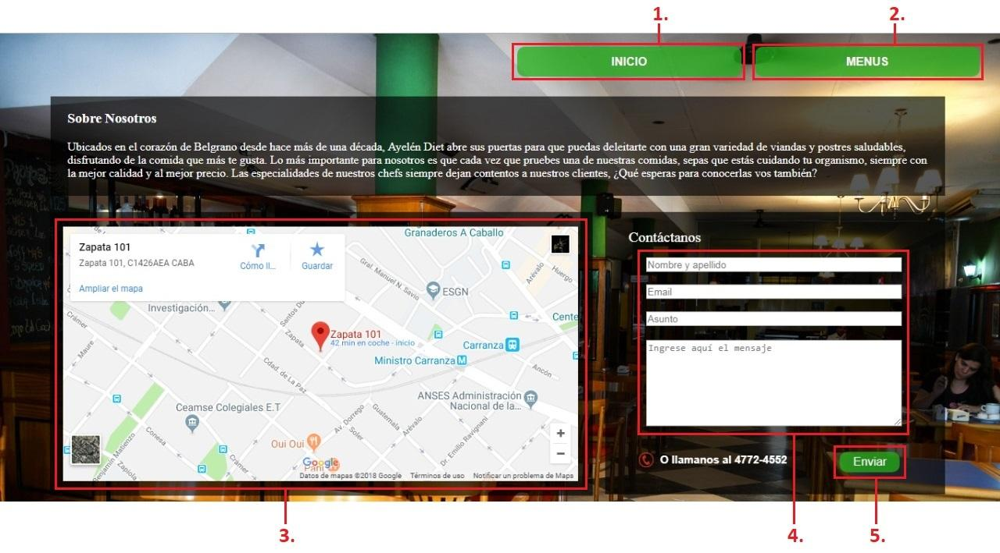 1.
2.
INICIO
MENUS
Sobre Nosotros
Ubicados en el corazón de Belgrano desde hace más de una década, Ayelén Diet abre sus puertas para que puedas deleitarte con una gran variedad de viandas y postres saludables,
disfrutando de la comida que más te gusta. Lo más importante para nosotros es que cada vez que pruebes una de nuestras comidas, sepas que estás cuidando tu organismo, siempre con
la mejor calidad y al mejor precio. Las especialidades de nuestros chefs siempre dejan contentos a nuestros clientes, ¿Qué esperas para conocerlas vos también?
Zapata 101
Zapata 101, C1426AEA CABA
Cómo ll...
Guardar
Ampliar el mapa
Granaderos A Caballo
Gral. Manuel N. Savio
Arévalo
Huergo
ESGN
Investigación...
Santos Du
Crámer
Maure
Zapata
Zapata 101
42 min en coche - inicio
Cente
Carranza
Ministro Carranza
Ancón
Cdad. de La Paz
ANSES Administración
Nacional de la...
Ceamse Colegiales E.T
Av. Dorrego
Soler
Guatemala
Arévalo
Dr. Emilio Ravignani
Conesa
Benjamín Matienzo
Zapiola
Oui Oui
Google
Datos de mapas ©2018 Google
Términos de uso
Notificar un problema de Maps
+
−
Contáctanos
Nombre y apellido
Email
Asunto
Ingrese aquí el mensaje
O llamanos al 4772-4552
Enviar
3.
4.
5.